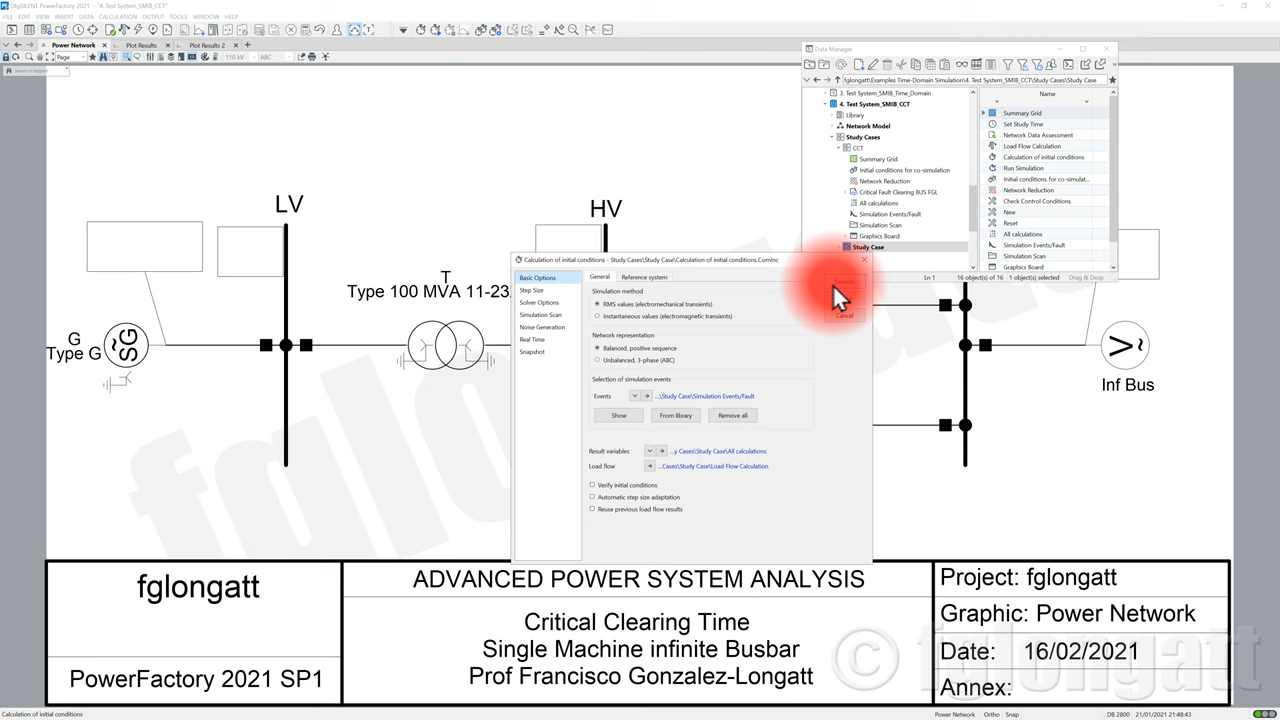 DIgSILENT PowerFactory 2021 - "4. Test System_SMIB_CCT"
FILE EDIT VIEW INSERT DATA CALCULATION OUTPUT TOOLS WINDOW HELP
Power Network Plot Results Plot Results 2
Page 110 kV ABC
Search in diagram
Data Manager
fglongatt\Examples Time-Domain Simulation\4. Test System_SMIB_CCT\Study Cases\Study Case
3. Test System_SMIB_Time_Domain
4. Test System_SMIB_CCT
Library
Network Model
Study Cases
CCT
Summary Grid
Initial conditions for co-simulation
Network Reduction
Critical Fault Clearing BUS FGL
All calculations
Simulation Events/Fault
Simulation Scan
Graphics Board
Study Case
Name
Summary Grid
Set Study Time
Network Data Assessment
Load Flow Calculation
Calculation of initial conditions
Run Simulation
Initial conditions for co-simulat...
Network Reduction
Check Control Conditions
New
Reset
All calculations
Simulation Events/Fault
Simulation Scan
Graphics Board
Ln 1 16 object(s) of 16 1 object(s) selected Drag & Drop
LV
HV
T
Type 100 MVA 11-23
G
Type G
SG
~
V~
Inf Bus
Calculation of initial conditions - Study Cases\Study Case\Calculation of initial conditions.ComInc
Basic Options
Step Size
Solver Options
Simulation Scan
Noise Generation
Real Time
Snapshot
General Reference system
Simulation method
RMS values (electromechanical transients)
Instantaneous values (electromagnetic transients)
Network representation
Balanced, positive sequence
Unbalanced, 3-phase (ABC)
Selection of simulation events
Events ...\Study Case\Simulation Events/Fault
Show From library Remove all
Result variables ...y Cases\Study Case\All calculations
Load flow ...Cases\Study Case\Load Flow Calculation
Verify initial conditions
Automatic step size adaptation
Reuse previous load flow results
Execute
Cancel
fglongatt
PowerFactory 2021 SP1
ADVANCED POWER SYSTEM ANALYSIS
Critical Clearing Time
Single Machine infinite Busbar
Prof Francisco Gonzalez-Longatt
Project: fglongatt
Graphic: Power Network
Date: 16/02/2021
Annex:
© fglongatt
Calculation of initial conditions
Power Network Ortho Snap DB 2800 21/01/2021 21:48:43